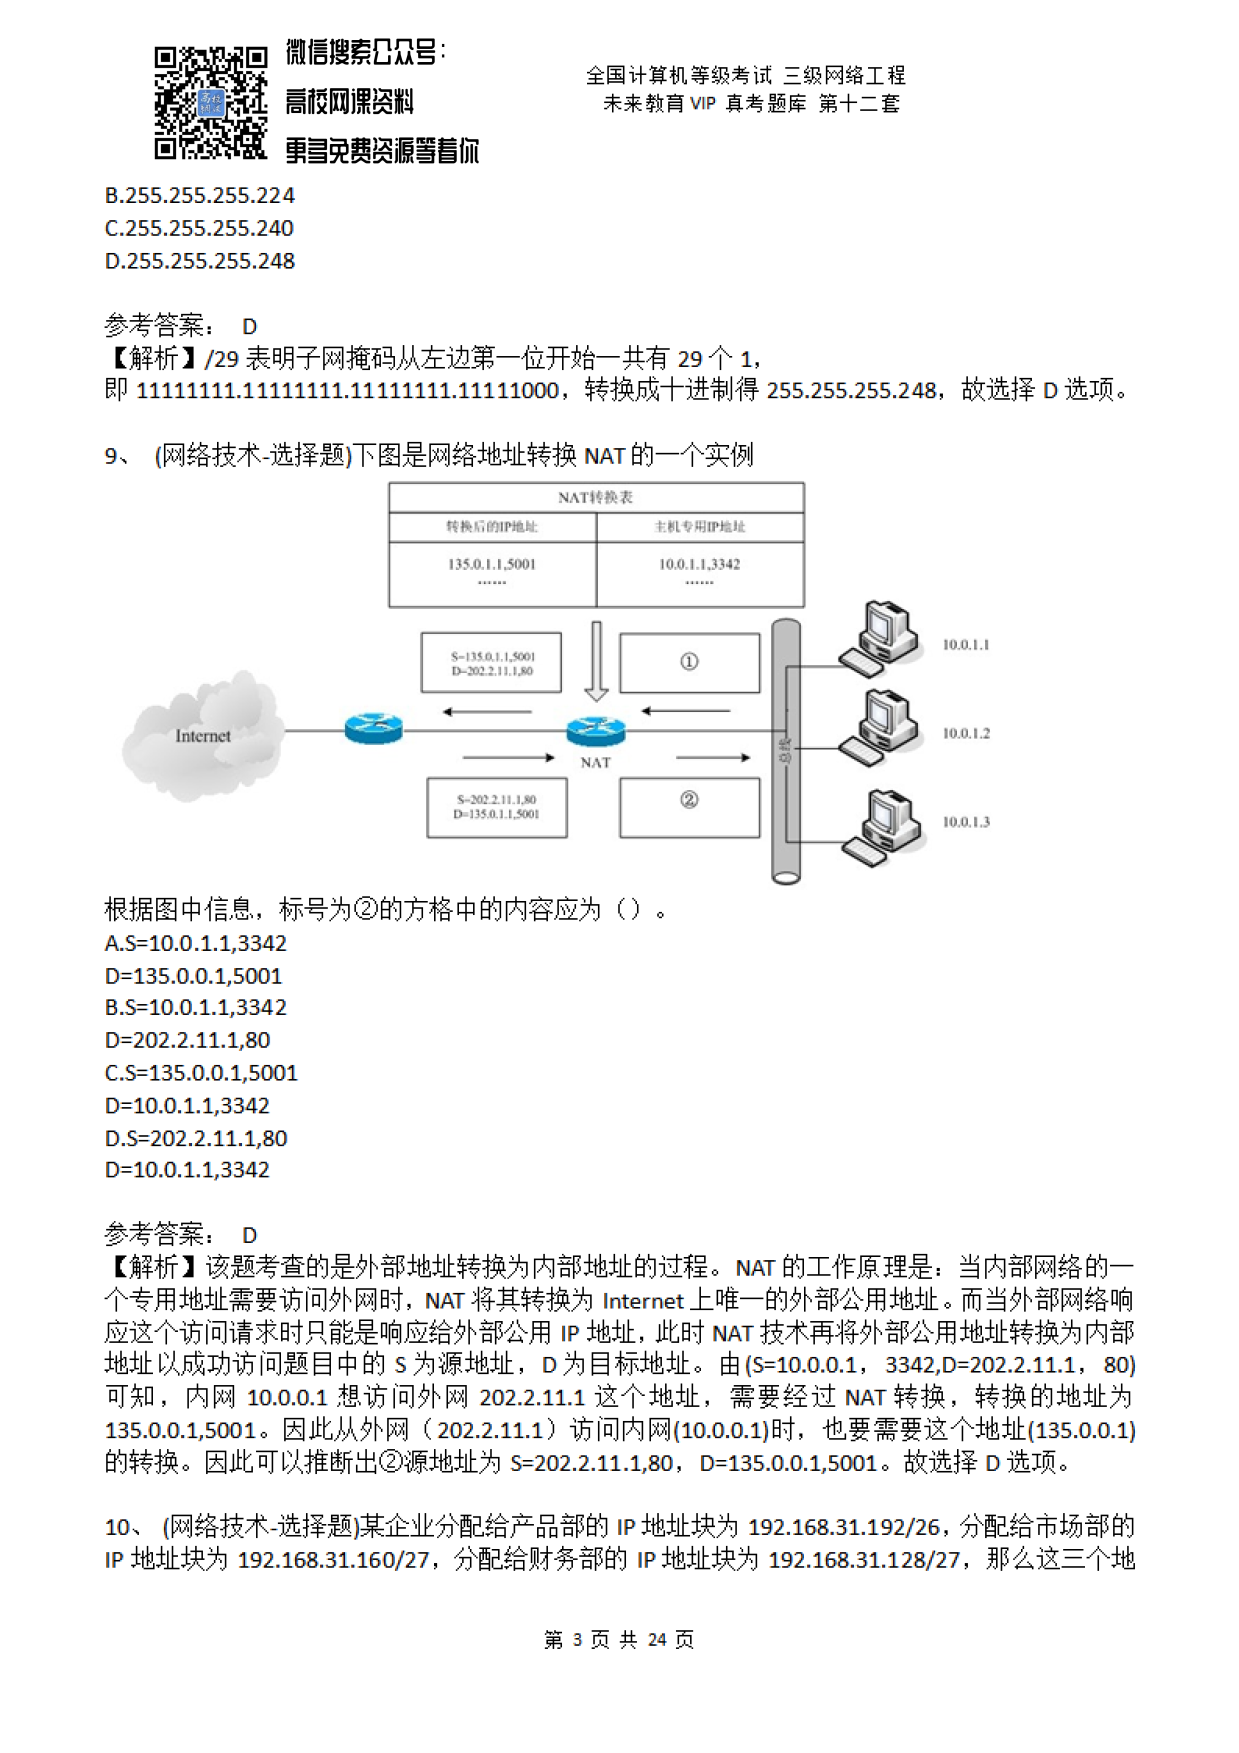 微信搜索公众号：
高校网课资料
更多免费资源等着你
高校
网课
全国计算机等级考试 三级网络工程
未来教育 VIP 真考题库 第十二套
B.255.255.255.224
C.255.255.255.240
D.255.255.255.248
参考答案： D
【解析】/29 表明子网掩码从左边第一位开始一共有 29 个 1，
即 11111111.11111111.11111111.11111000，转换成十进制得 255.255.255.248，故选择 D 选项。
9、 (网络技术-选择题)下图是网络地址转换 NAT 的一个实例
NAT转换表
转换后的IP地址 主机专用IP地址
135.0.1.1,5001 10.0.1.1,3342
…… ……
S=135.0.1.1,5001
D=202.2.11.1,80
①
10.0.1.1
Internet
NAT
总线
10.0.1.2
S=202.2.11.1,80
D=135.0.1.1,5001
②
10.0.1.3
根据图中信息，标号为②的方格中的内容应为（）。
A.S=10.0.1.1,3342
D=135.0.0.1,5001
B.S=10.0.1.1,3342
D=202.2.11.1,80
C.S=135.0.0.1,5001
D=10.0.1.1,3342
D.S=202.2.11.1,80
D=10.0.1.1,3342
参考答案： D
【解析】该题考查的是外部地址转换为内部地址的过程。NAT 的工作原理是：当内部网络的一
个专用地址需要访问外网时，NAT 将其转换为 Internet 上唯一的外部公用地址。而当外部网络响
应这个访问请求时只能是响应给外部公用 IP 地址，此时 NAT 技术再将外部公用地址转换为内部
地址以成功访问题目中的 S 为源地址，D 为目标地址。由(S=10.0.0.1，3342,D=202.2.11.1，80)
可知，内网 10.0.0.1 想访问外网 202.2.11.1 这个地址，需要经过 NAT 转换，转换的地址为
135.0.0.1,5001。因此从外网（202.2.11.1）访问内网(10.0.0.1)时，也要需要这个地址(135.0.0.1)
的转换。因此可以推断出②源地址为 S=202.2.11.1,80，D=135.0.0.1,5001。故选择 D 选项。
10、 (网络技术-选择题)某企业分配给产品部的 IP 地址块为 192.168.31.192/26，分配给市场部的
IP 地址块为 192.168.31.160/27，分配给财务部的 IP 地址块为 192.168.31.128/27，那么这三个地
第 3 页 共 24 页